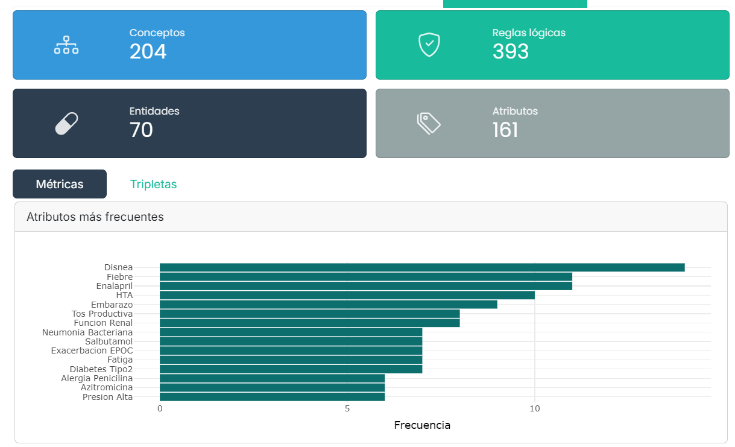 Conceptos
204
Reglas lógicas
393
Entidades
70
Atributos
161
Métricas
Tripletas
Atributos más frecuentes
Disnea
Fiebre
Enalapril
HTA
Embarazo
Tos Productiva
Funcion Renal
Neumonia Bacteriana
Salbutamol
Exacerbacion EPOC
Fatiga
Diabetes Tipo2
Alergia Penicilina
Azitromicina
Presion Alta
0 5 10
Frecuencia